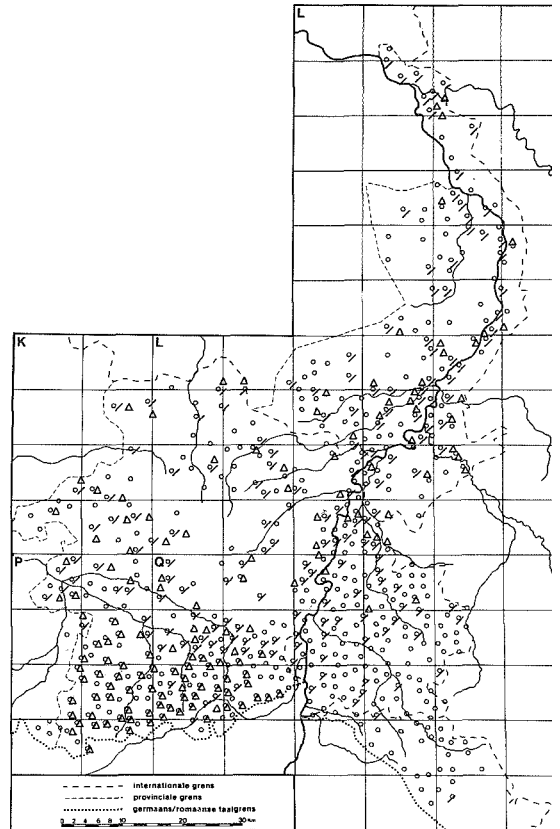 L
K L
P Q
internationale grens
provinciale grens
germaans/romaanse taalgrens
0 2 4 6 8 10 20 30 km